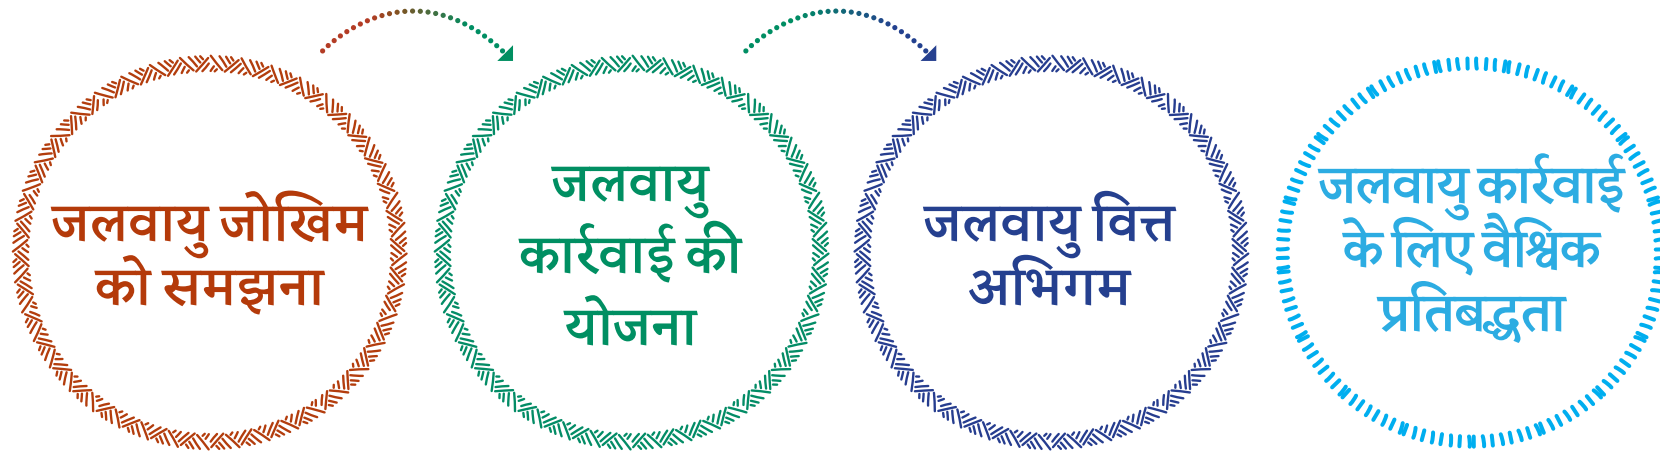 जलवायु जोखिम
को समझना
जलवायु
कार्रवाई की
योजना
जलवायु वित्त
अभिगम
जलवायु कार्रवाई
के लिए वैश्विक
प्रतिबद्धता